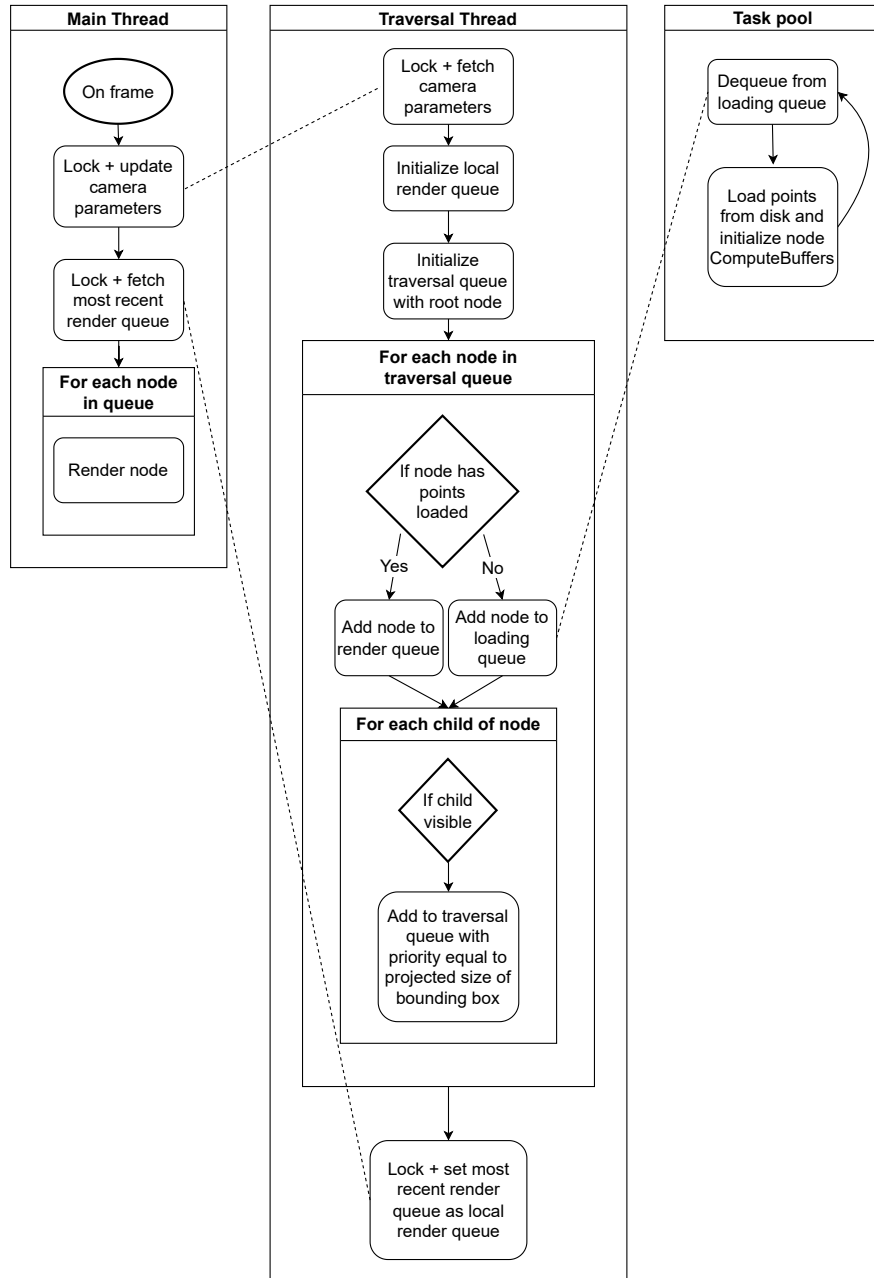 Main Thread
On frame
Lock + update
camera
parameters
Lock + fetch
most recent
render queue
For each node
in queue
Render node
Traversal Thread
Lock + fetch
camera
parameters
Initialize local
render queue
Initialize
traversal queue
with root node
For each node in
traversal queue
If node has
points
loaded
Yes
No
Add node to
render queue
Add node to
loading
queue
For each child of node
If child
visible
Add to traversal
queue with
priority equal to
projected size of
bounding box
Lock + set most
recent render
queue as local
render queue
Task pool
Dequeue from
loading queue
Load points
from disk and
initialize node
ComputeBuffers